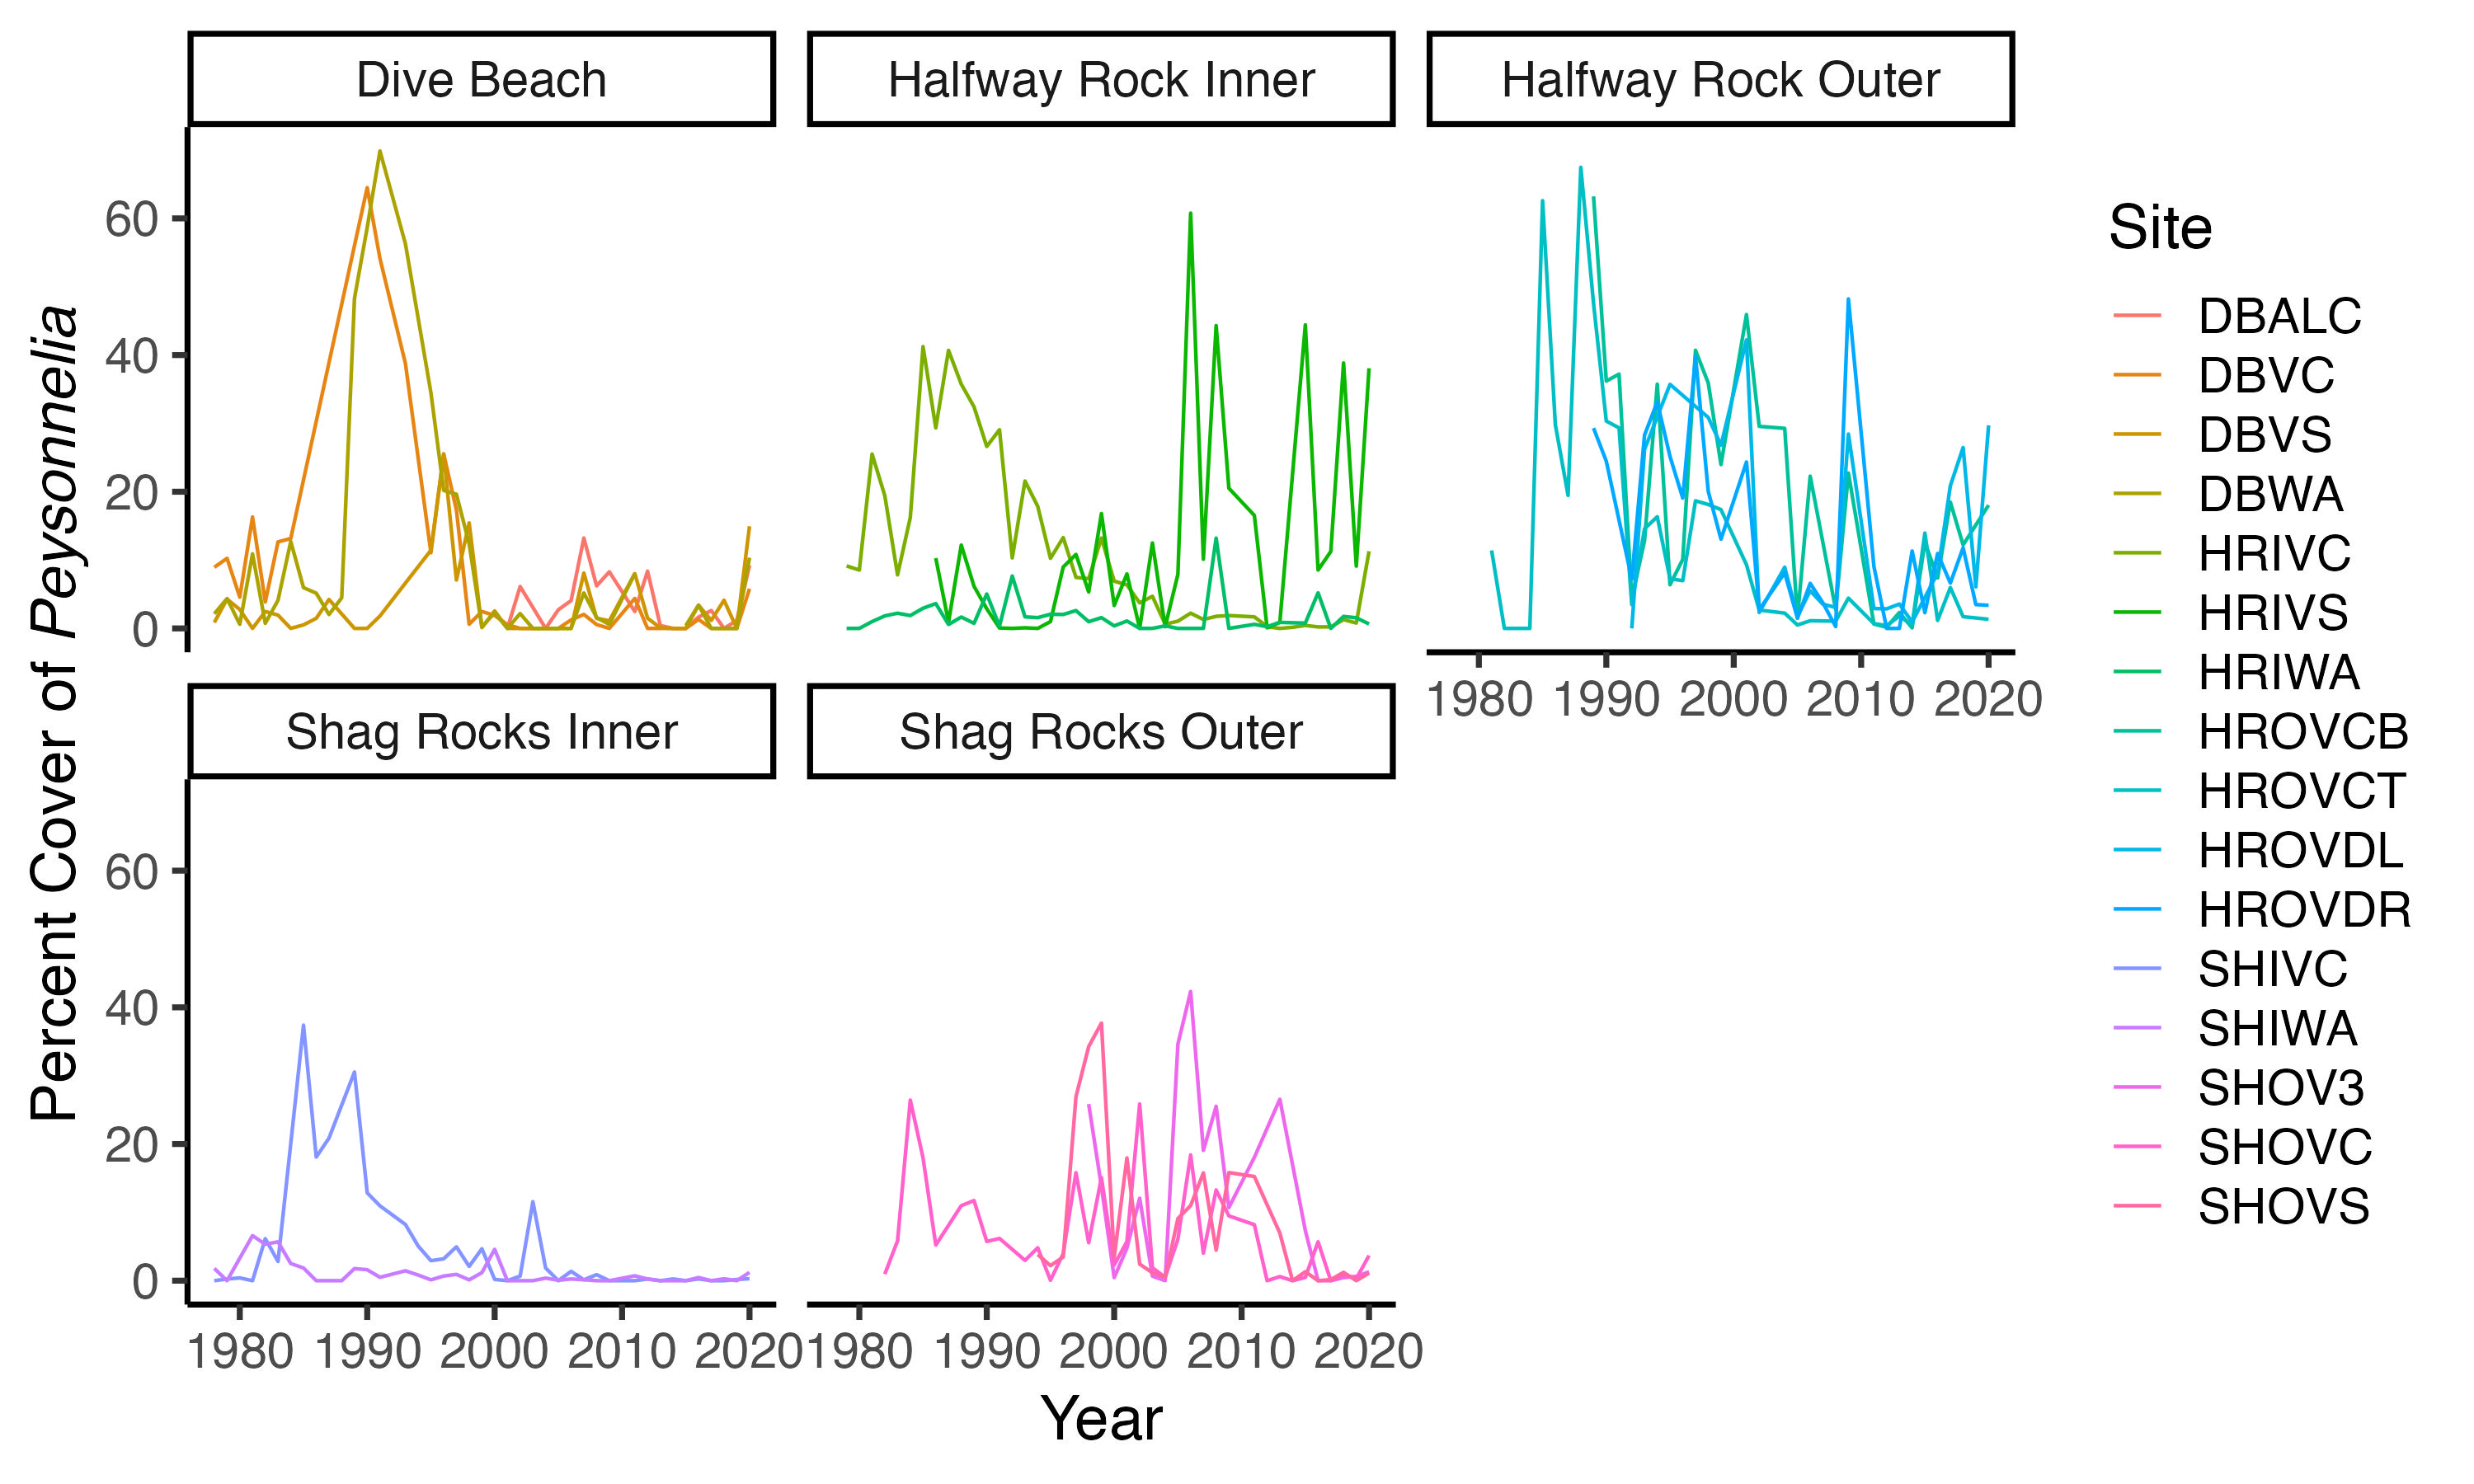 Dive Beach
Halfway Rock Inner
Halfway Rock Outer
60
40
20
0
1980 1990 2000 2010 2020
Shag Rocks Inner
Shag Rocks Outer
60
40
20
0
1980 1990 2000 2010 2020
1980 1990 2000 2010 2020
Percent Cover of Peysonnelia
Year
Site
DBALC
DBVC
DBVS
DBWA
HRIVC
HRIVS
HRIWA
HROVCB
HROVCT
HROVDL
HROVDR
SHIVC
SHIWA
SHOV3
SHOVC
SHOVS